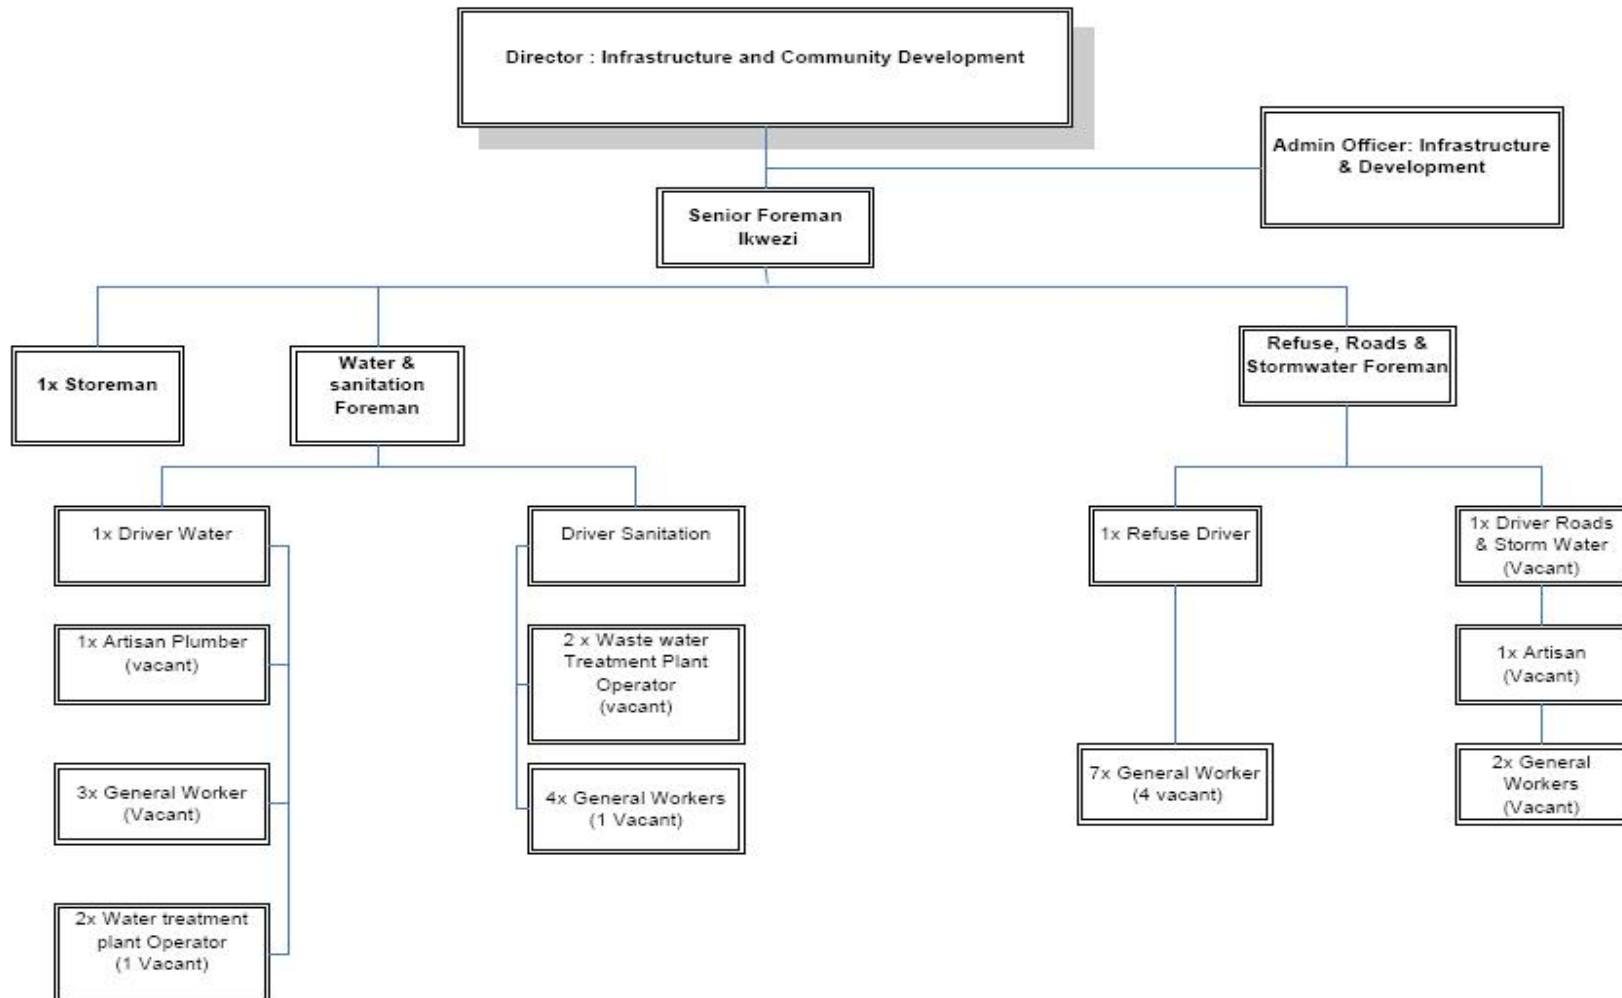 Director : Infrastructure and Community Development
Admin Officer: Infrastructure
& Development
Senior Foreman
Ikwezi
1x Storeman
Water &
sanitation
Foreman
Refuse, Roads &
Stormwater Foreman
1x Driver Water
Driver Sanitation
1x Refuse Driver
1x Driver Roads
& Storm Water
(Vacant)
1x Artisan Plumber
(vacant)
2 x Waste water
Treatment Plant
Operator
(vacant)
1x Artisan
(Vacant)
3x General Worker
(Vacant)
4x General Workers
(1 Vacant)
7x General Worker
(4 vacant)
2x General
Workers
(Vacant)
2x Water treatment
plant Operator
(1 Vacant)